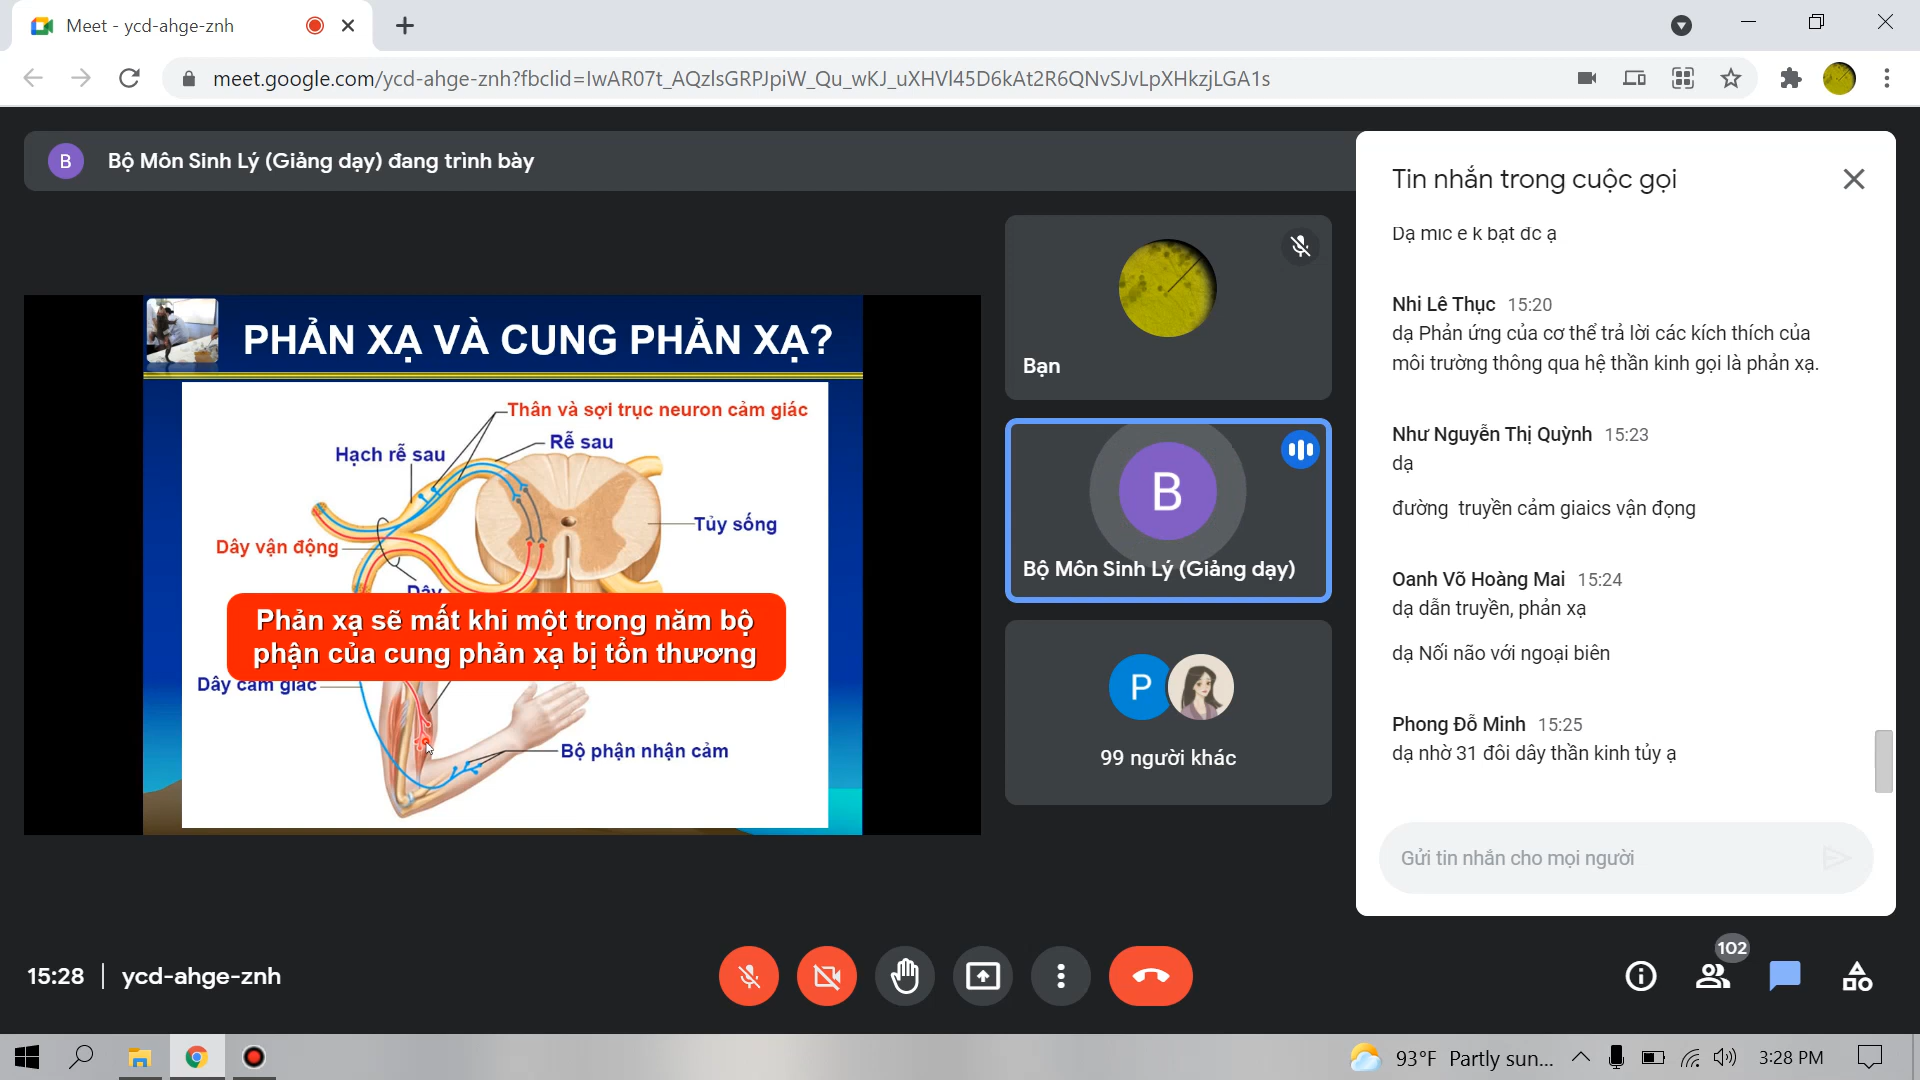 Meet - ycd-ahge-znh
meet.google.com/ycd-ahge-znh?fbclid=IwAR07t_AQzIsGRPJpiW_Qu_wKJ_uXHVl45D6kAt2R6QNvSJvLpXHkzjLGA1s
B
Bộ Môn Sinh Lý (Giảng dạy) đang trình bày
PHẢN XẠ VÀ CUNG PHẢN XẠ?
Thân và sợi trục neuron cảm giác
Rễ sau
Hạch rễ sau
Tủy sống
Dây vận động
Dây
Phản xạ sẽ mất khi một trong năm bộ
phận của cung phản xạ bị tổn thương
Dây cảm giác
Bộ phận nhận cảm
Bạn
B
Bộ Môn Sinh Lý (Giảng dạy)
P
99 người khác
Tin nhắn trong cuộc gọi
Dạ mic e k bạt đc ạ
Nhi Lê Thục 15:20
dạ Phản ứng của cơ thể trả lời các kích thích của
môi trường thông qua hệ thần kinh gọi là phản xạ.
Như Nguyễn Thị Quỳnh 15:23
dạ
đường truyền cảm giaics vận đọng
Oanh Võ Hoàng Mai 15:24
dạ dẫn truyền, phản xạ
dạ Nối não với ngoại biên
Phong Đỗ Minh 15:25
dạ nhờ 31 đôi dây thần kinh tủy ạ
Gửi tin nhắn cho mọi người
15:28 | ycd-ahge-znh
102
93°F Partly sun...
3:28 PM